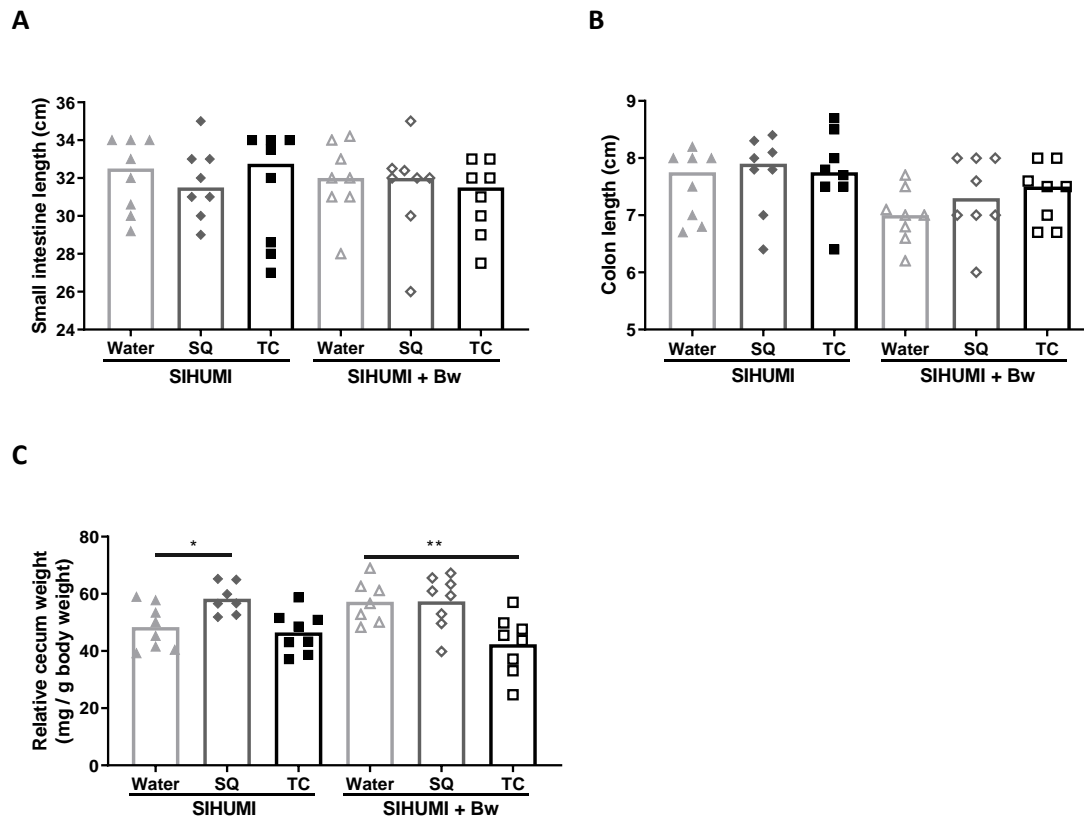 A
Small intestine length (cm)
36
34
32
30
28
26
24
Water SQ TC Water SQ TC
SIHUMI SIHUMI + Bw
B
Colon length (cm)
9
8
7
6
5
Water SQ TC Water SQ TC
SIHUMI SIHUMI + Bw
C
Relative cecum weight
(mg / g body weight)
80
60
40
20
0
* **
Water SQ TC Water SQ TC
SIHUMI SIHUMI + Bw